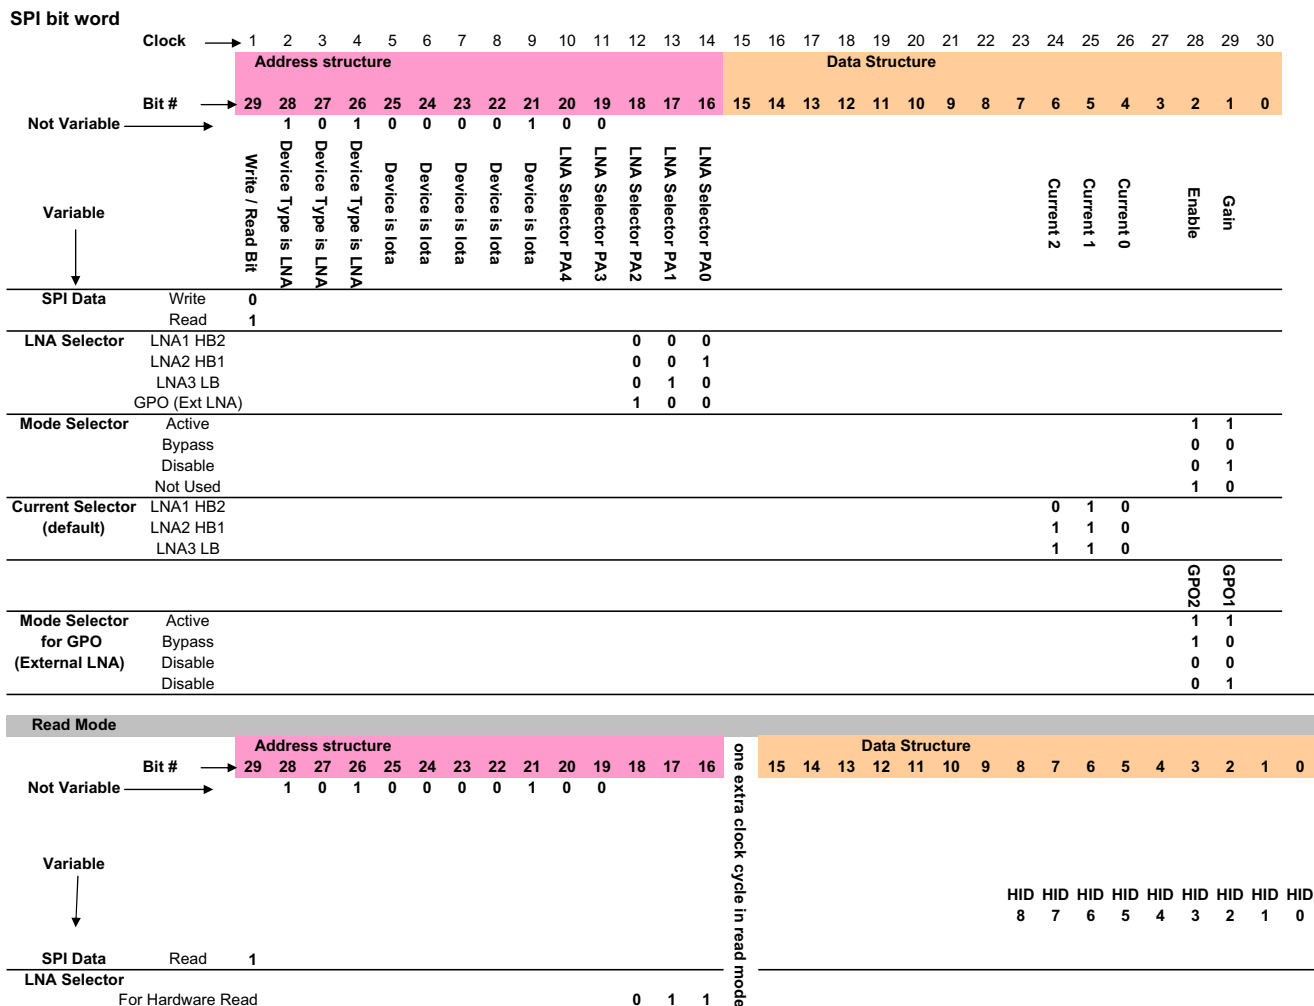 SPI bit word
Clock 1 2 3 4 5 6 7 8 9 10 11 12 13 14 15 16 17 18 19 20 21 22 23 24 25 26 27 28 29 30
Address structure Data Structure
Bit # 29 28 27 26 25 24 23 22 21 20 19 18 17 16 15 14 13 12 11 10 9 8 7 6 5 4 3 2 1 0
Not Variable 1 0 1 0 0 0 0 1 0 0
Variable
Write / Read Bit
Device Type is LNA
Device Type is LNA
Device Type is LNA
Device is Iota
Device is Iota
Device is Iota
Device is Iota
Device is Iota
LNA Selector PA4
LNA Selector PA3
LNA Selector PA2
LNA Selector PA1
LNA Selector PA0
Current 2
Current 1
Current 0
Enable
Gain
SPI Data Write 0
Read 1
LNA Selector LNA1 HB2 0 0 0
LNA2 HB1 0 0 1
LNA3 LB 0 1 0
GPO (Ext LNA) 1 0 0
Mode Selector Active 1 1
Bypass 0 0
Disable 0 1
Not Used 1 0
Current Selector LNA1 HB2 0 1 0
(default) LNA2 HB1 1 1 0
LNA3 LB 1 1 0
GPO2
GPO1
Mode Selector Active 1 1
for GPO Bypass 1 0
(External LNA) Disable 0 0
Disable 0 1
Read Mode
Address structure Data Structure
Bit # 29 28 27 26 25 24 23 22 21 20 19 18 17 16 15 14 13 12 11 10 9 8 7 6 5 4 3 2 1 0
Not Variable 1 0 1 0 0 0 0 1 0 0
one extra clock cycle in read mode
Variable
HID HID HID HID HID HID HID HID HID
8 7 6 5 4 3 2 1 0
SPI Data Read 1
LNA Selector
For Hardware Read 0 1 1